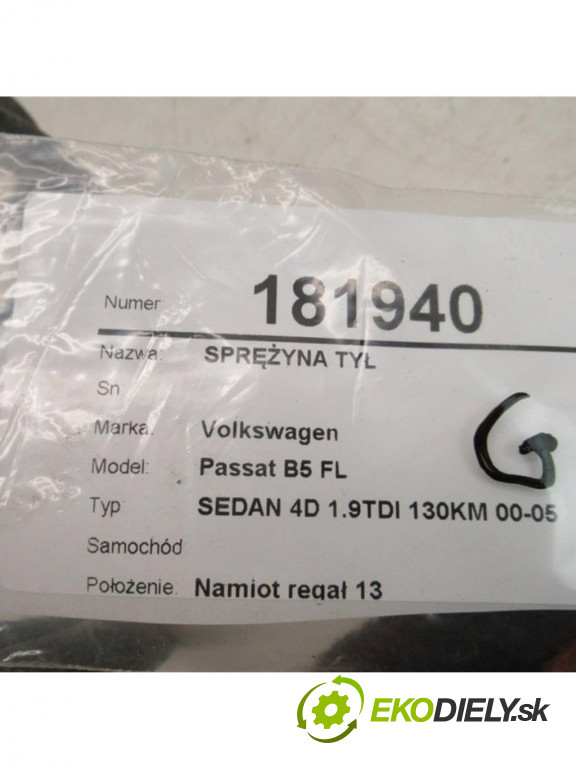 Numer 181940
Nazwa: SPRĘŻYNA TYŁ
Sn
Marka: Volkswagen
Model: Passat B5 FL
Typ SEDAN 4D 1.9TDI 130KM 00-05
Samochód
Położenie. Namiot regał 13
G
EKODIELY.sk